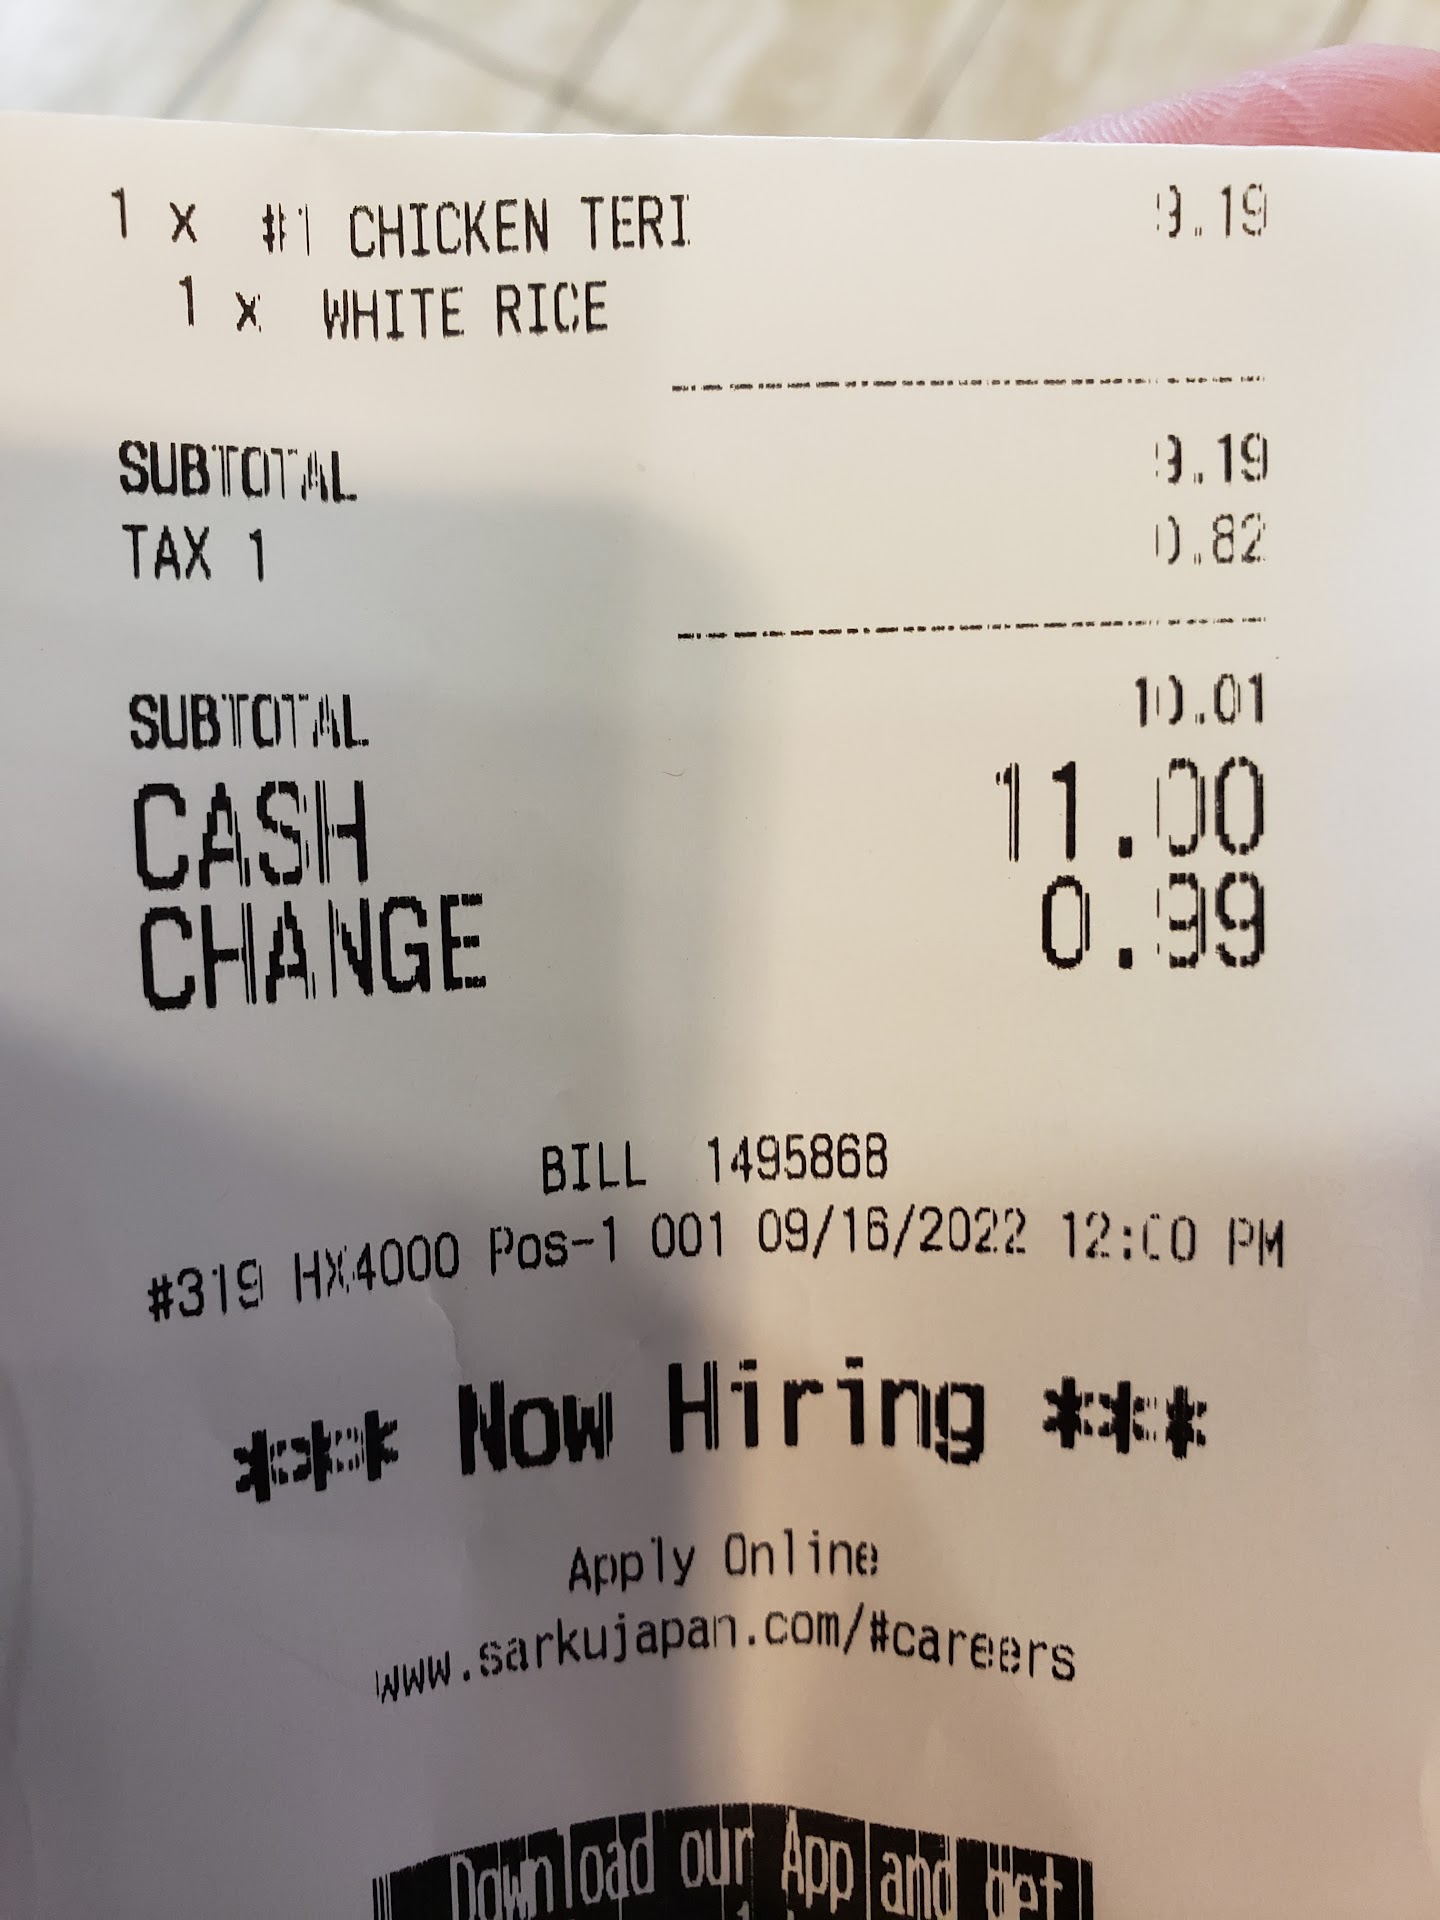 1 x #1 CHICKEN TERI 9.19
1 x WHITE RICE
SUBTOTAL 9.19
TAX 1 0.82
SUBTOTAL 10.01
CASH 11.00
CHANGE 0.99
BILL 1495868
#319 HX4000 Pos-1 001 09/16/2022 12:00 PM
*** Now Hiring ***
Apply Online
www.sarkujapan.com/#careers
Download our App and get